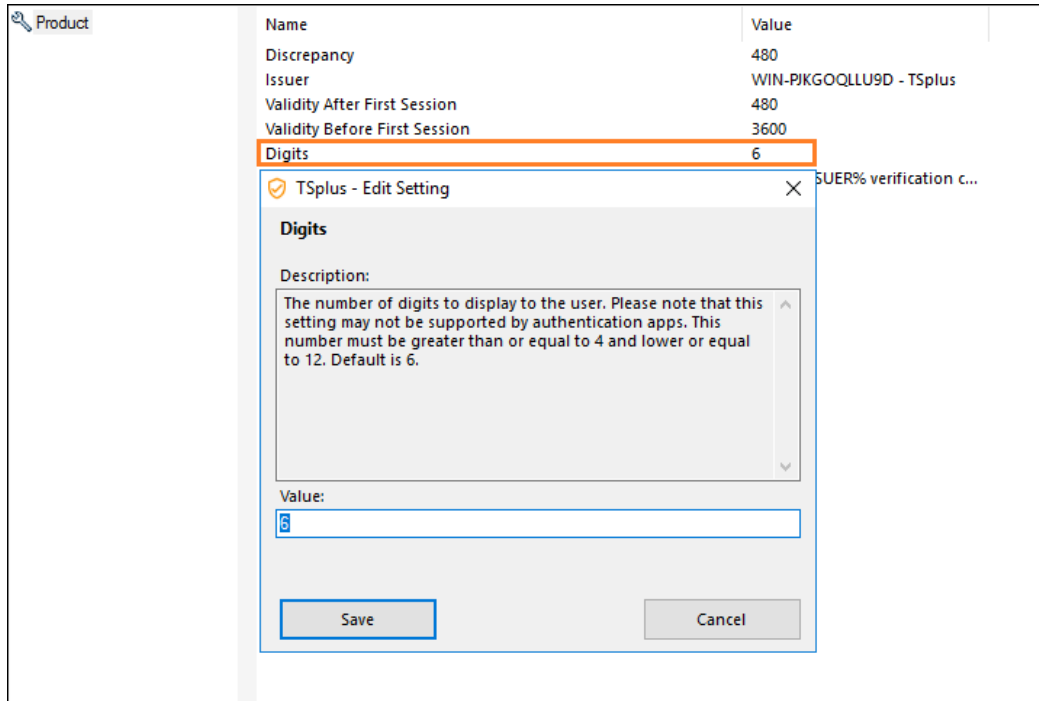 Product
Name Value
Discrepancy 480
Issuer WIN-PJKGOQLLU9D - TSplus
Validity After First Session 480
Validity Before First Session 3600
Digits 6
SUER% verification c...
TSplus - Edit Setting
Digits
Description:
The number of digits to display to the user. Please note that this
setting may not be supported by authentication apps. This
number must be greater than or equal to 4 and lower or equal
to 12. Default is 6.
Value:
6
Save Cancel